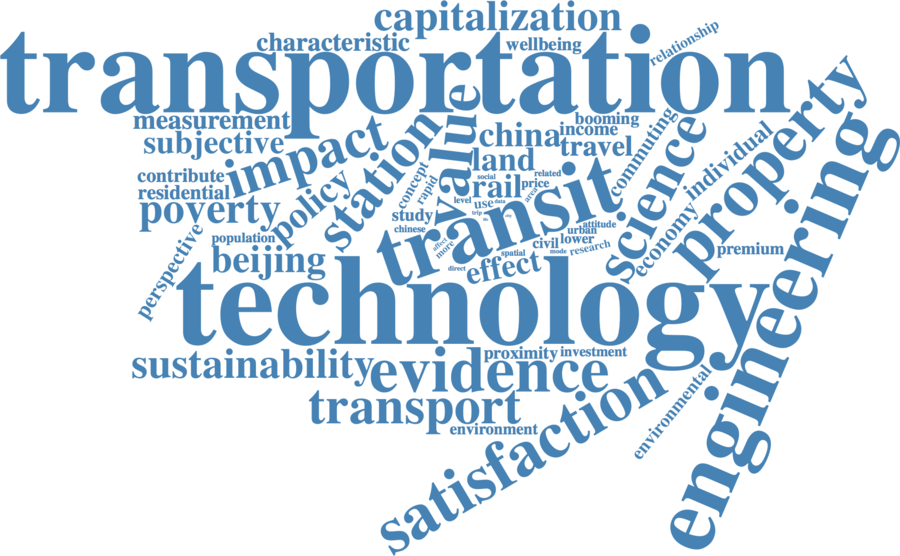 capitalization
relationship
characteristic
wellbeing
transportation
measurement
booming
subjective
impact
station
value
china
income
travel
commuting
science
property
land
individual
contribute
residential
poverty
policy
concept
rapid
social
related
rail
price
level
use
data
area
study
trip
city
chinese
transit
attitude
urban
perspective
population
beijing
affect
more
civil
lower
research
spatial
mode
economy
premium
direct
effect
technology
engineering
sustainability
evidence
proximity
investment
transport
satisfaction
environmental
environment